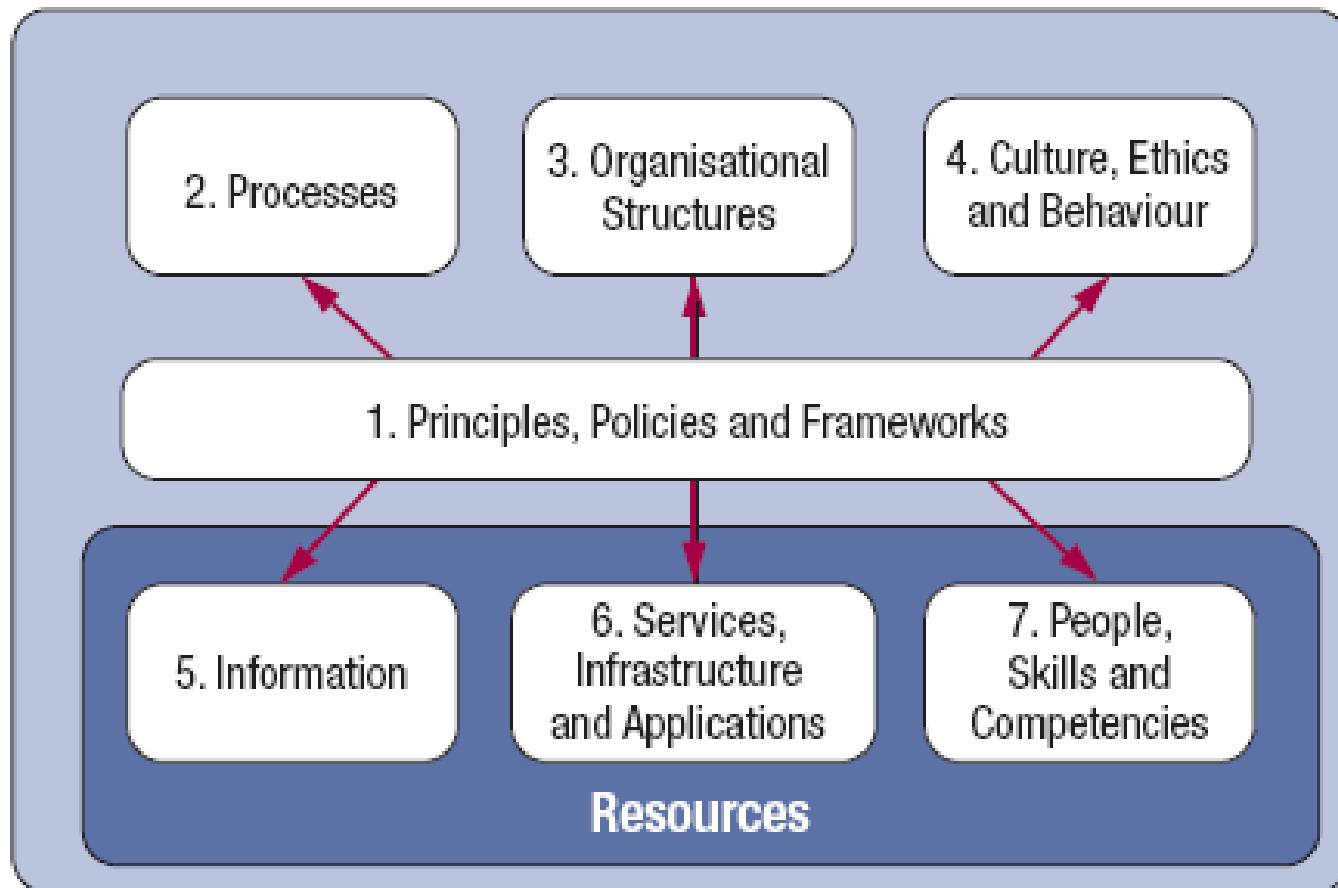 2. Processes
3. Organisational
Structures
4. Culture, Ethics
and Behaviour
1. Principles, Policies and Frameworks
5. Information
6. Services,
Infrastructure
and Applications
7. People,
Skills and
Competencies
Resources